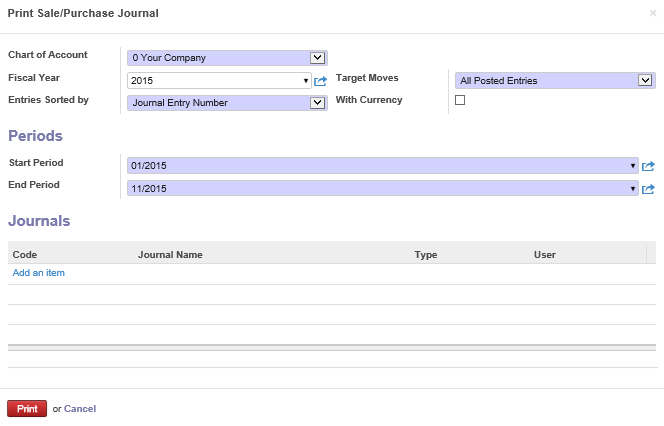 Print Sale/Purchase Journal ×
Chart of Account 0 Your Company
Fiscal Year 2015 Target Moves All Posted Entries
Entries Sorted by Journal Entry Number With Currency
Periods
Start Period 01/2015
End Period 11/2015
Journals
Code Journal Name Type User
Add an item
Print or Cancel